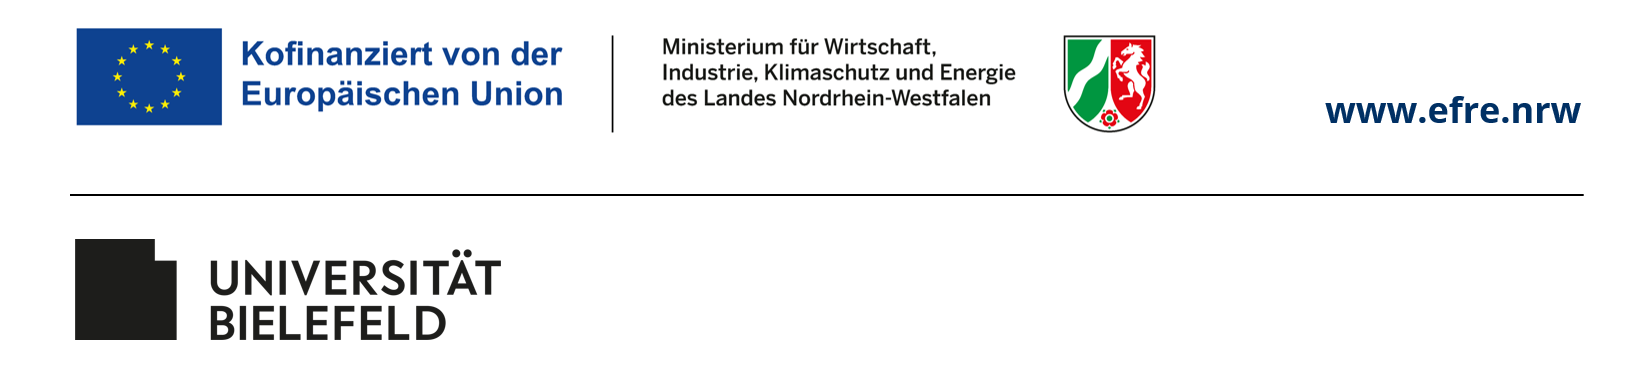 Kofinanziert von der
Europäischen Union
Ministerium für Wirtschaft,
Industrie, Klimaschutz und Energie
des Landes Nordrhein-Westfalen
www.efre.nrw
UNIVERSITÄT
BIELEFELD